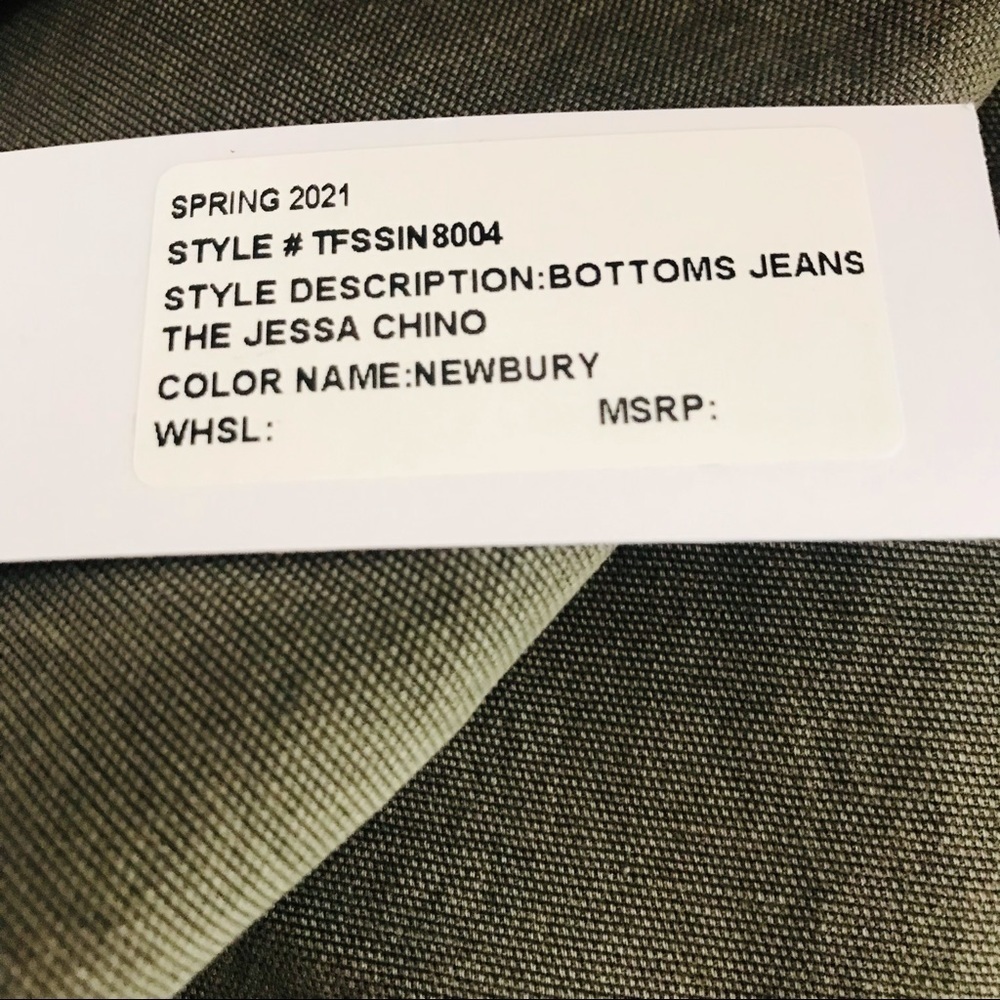 SPRING 2021
STYLE # TFSSIN8004
STYLE DESCRIPTION:BOTTOMS JEANS
THE JESSA CHINO
COLOR NAME:NEWBURY
WHSL: MSRP: